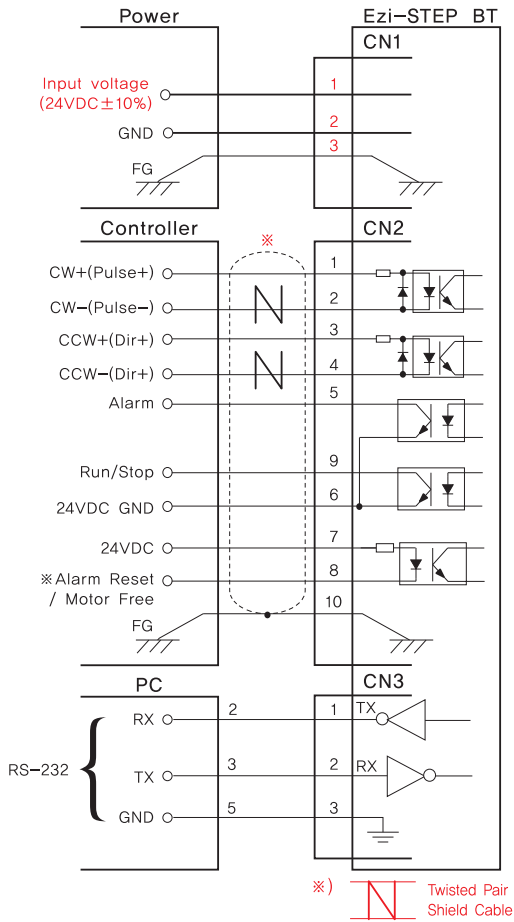 Power
Ezi-STEP BT
CN1
Input voltage
(24VDC±10%)
1
GND
2
3
FG
Controller
※
CN2
CW+(Pulse+)
1
CW-(Pulse-)
2
CCW+(Dir+)
3
CCW-(Dir+)
4
Alarm
5
Run/Stop
9
24VDC GND
6
24VDC
7
※Alarm Reset
/ Motor Free
8
10
FG
PC
CN3
RS-232
RX
2
1
TX
TX
3
2
RX
GND
5
3
※)
Twisted Pair
Shield Cable